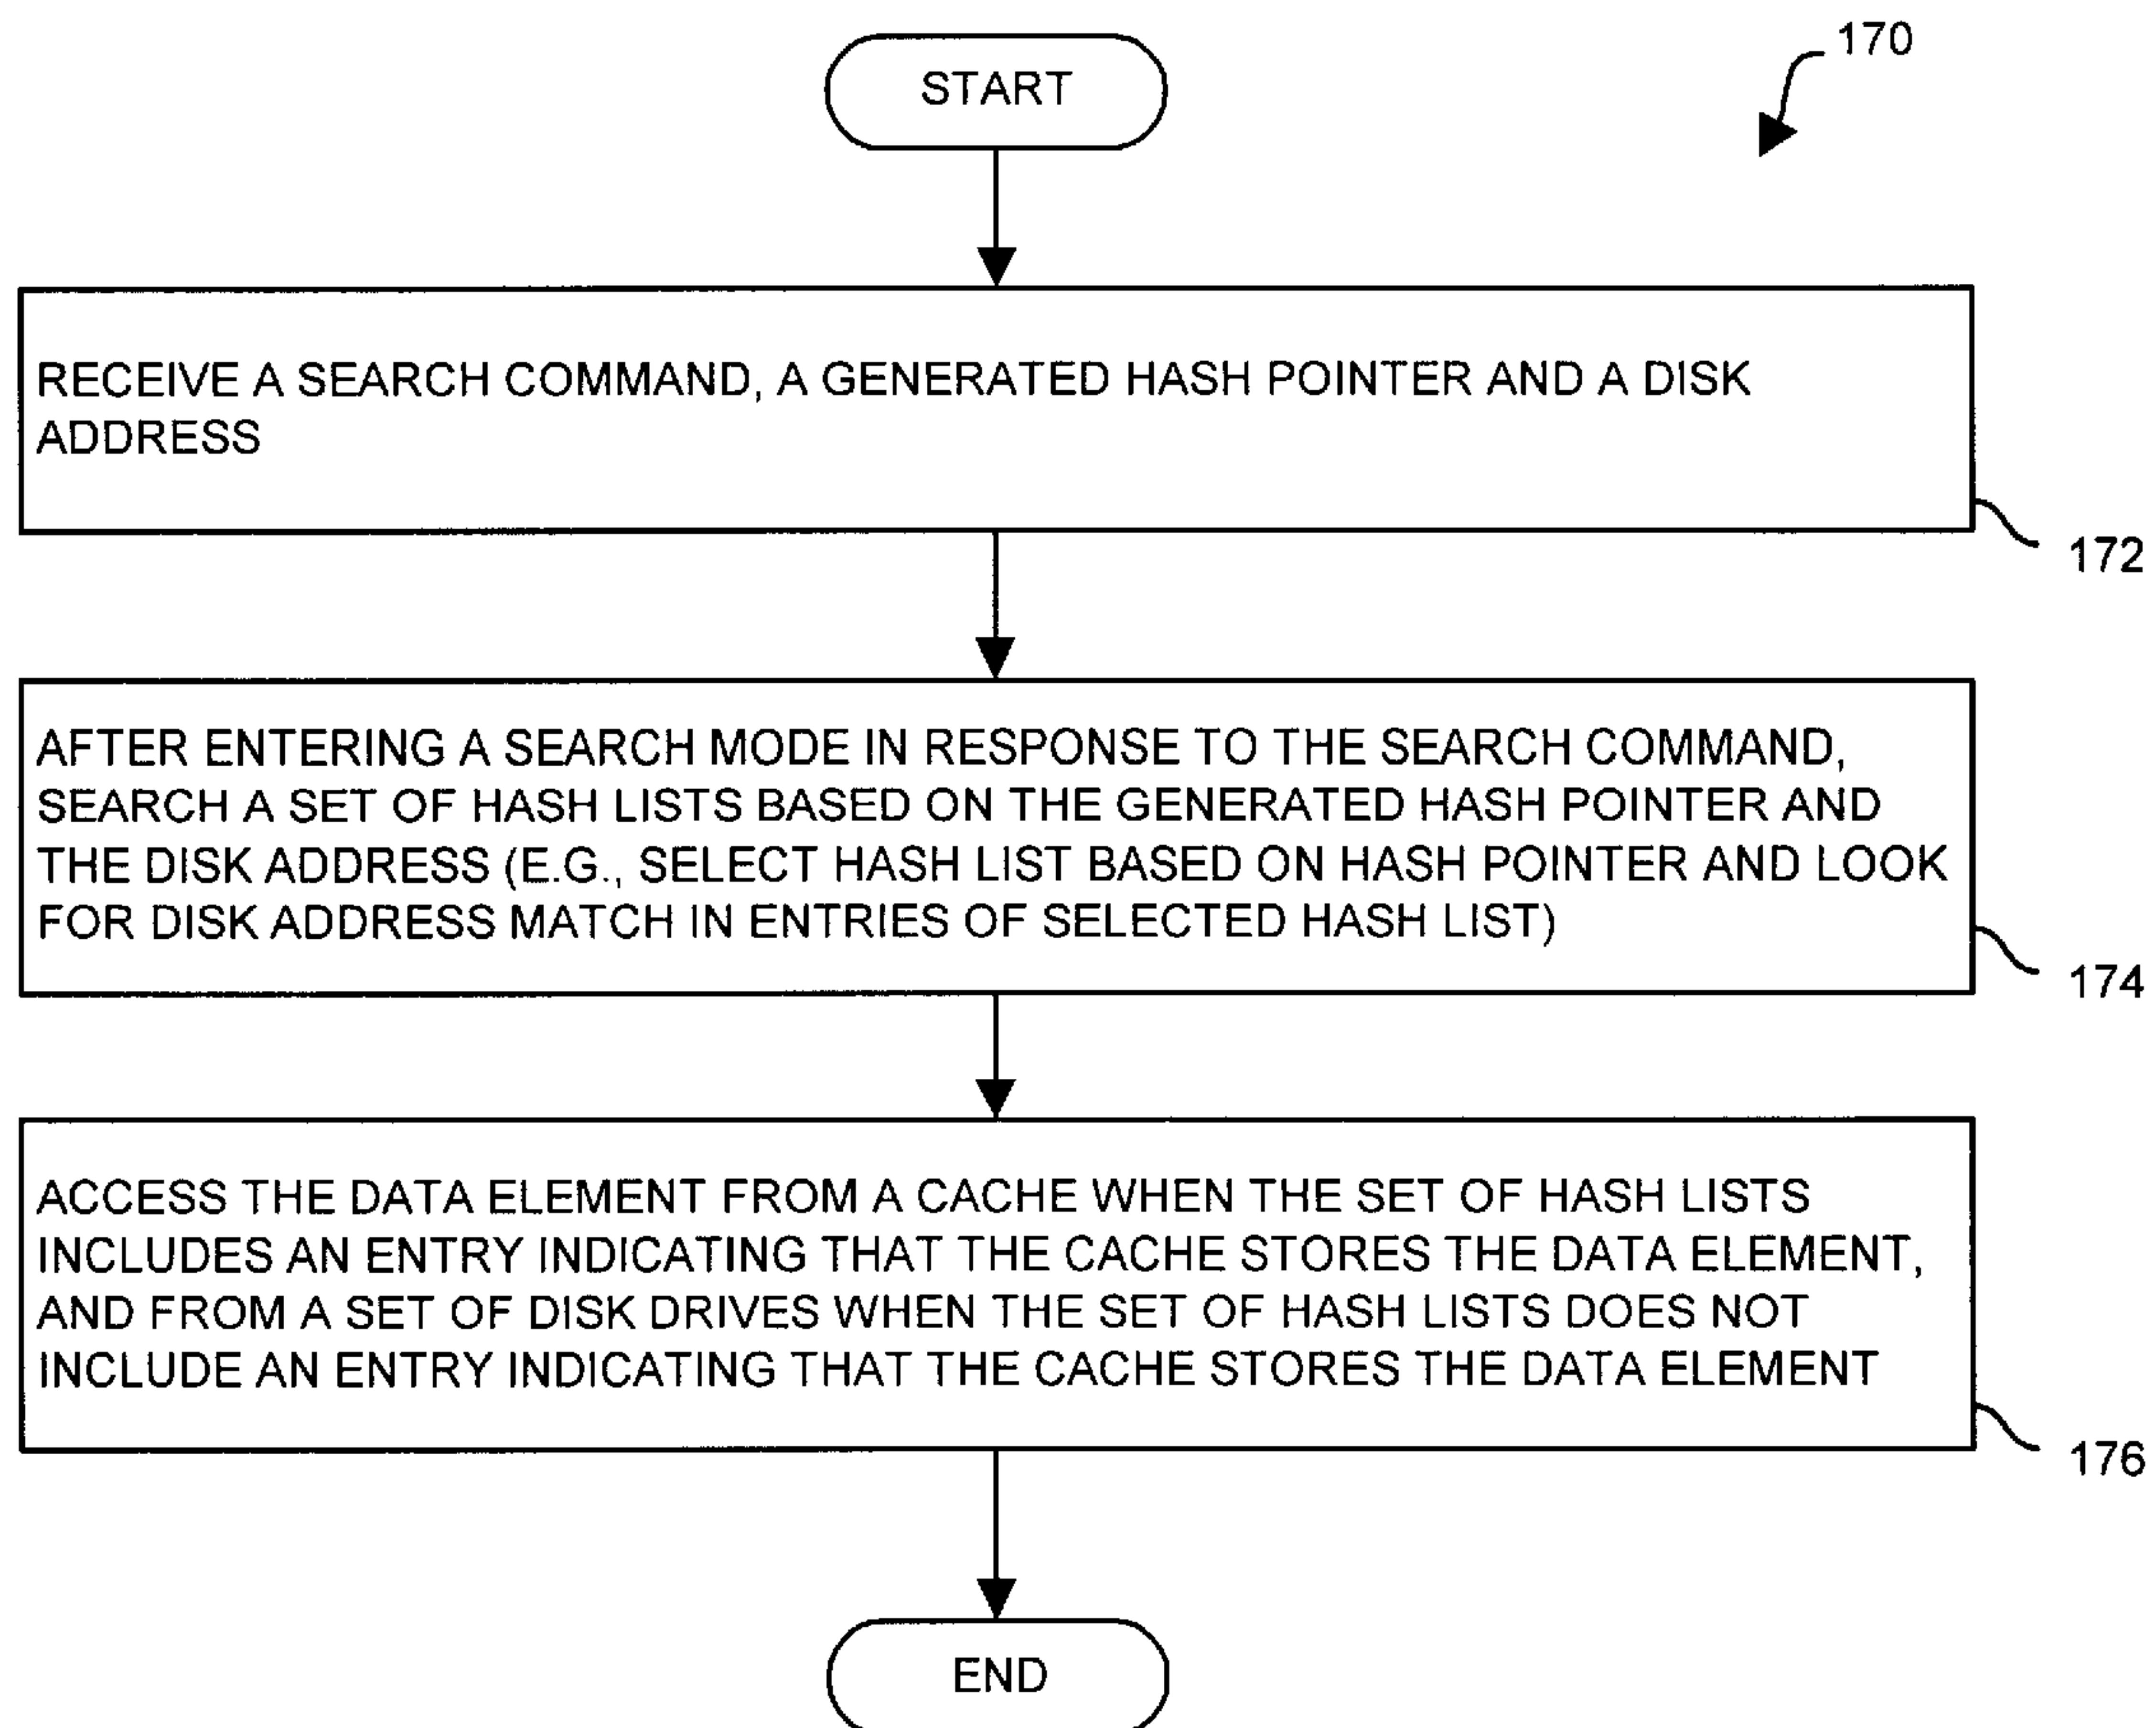 START
170
RECEIVE A SEARCH COMMAND, A GENERATED HASH POINTER AND A DISK
ADDRESS
172
AFTER ENTERING A SEARCH MODE IN RESPONSE TO THE SEARCH COMMAND,
SEARCH A SET OF HASH LISTS BASED ON THE GENERATED HASH POINTER AND
THE DISK ADDRESS (E.G., SELECT HASH LIST BASED ON HASH POINTER AND LOOK
FOR DISK ADDRESS MATCH IN ENTRIES OF SELECTED HASH LIST)
174
ACCESS THE DATA ELEMENT FROM A CACHE WHEN THE SET OF HASH LISTS
INCLUDES AN ENTRY INDICATING THAT THE CACHE STORES THE DATA ELEMENT,
AND FROM A SET OF DISK DRIVES WHEN THE SET OF HASH LISTS DOES NOT
INCLUDE AN ENTRY INDICATING THAT THE CACHE STORES THE DATA ELEMENT
176
END